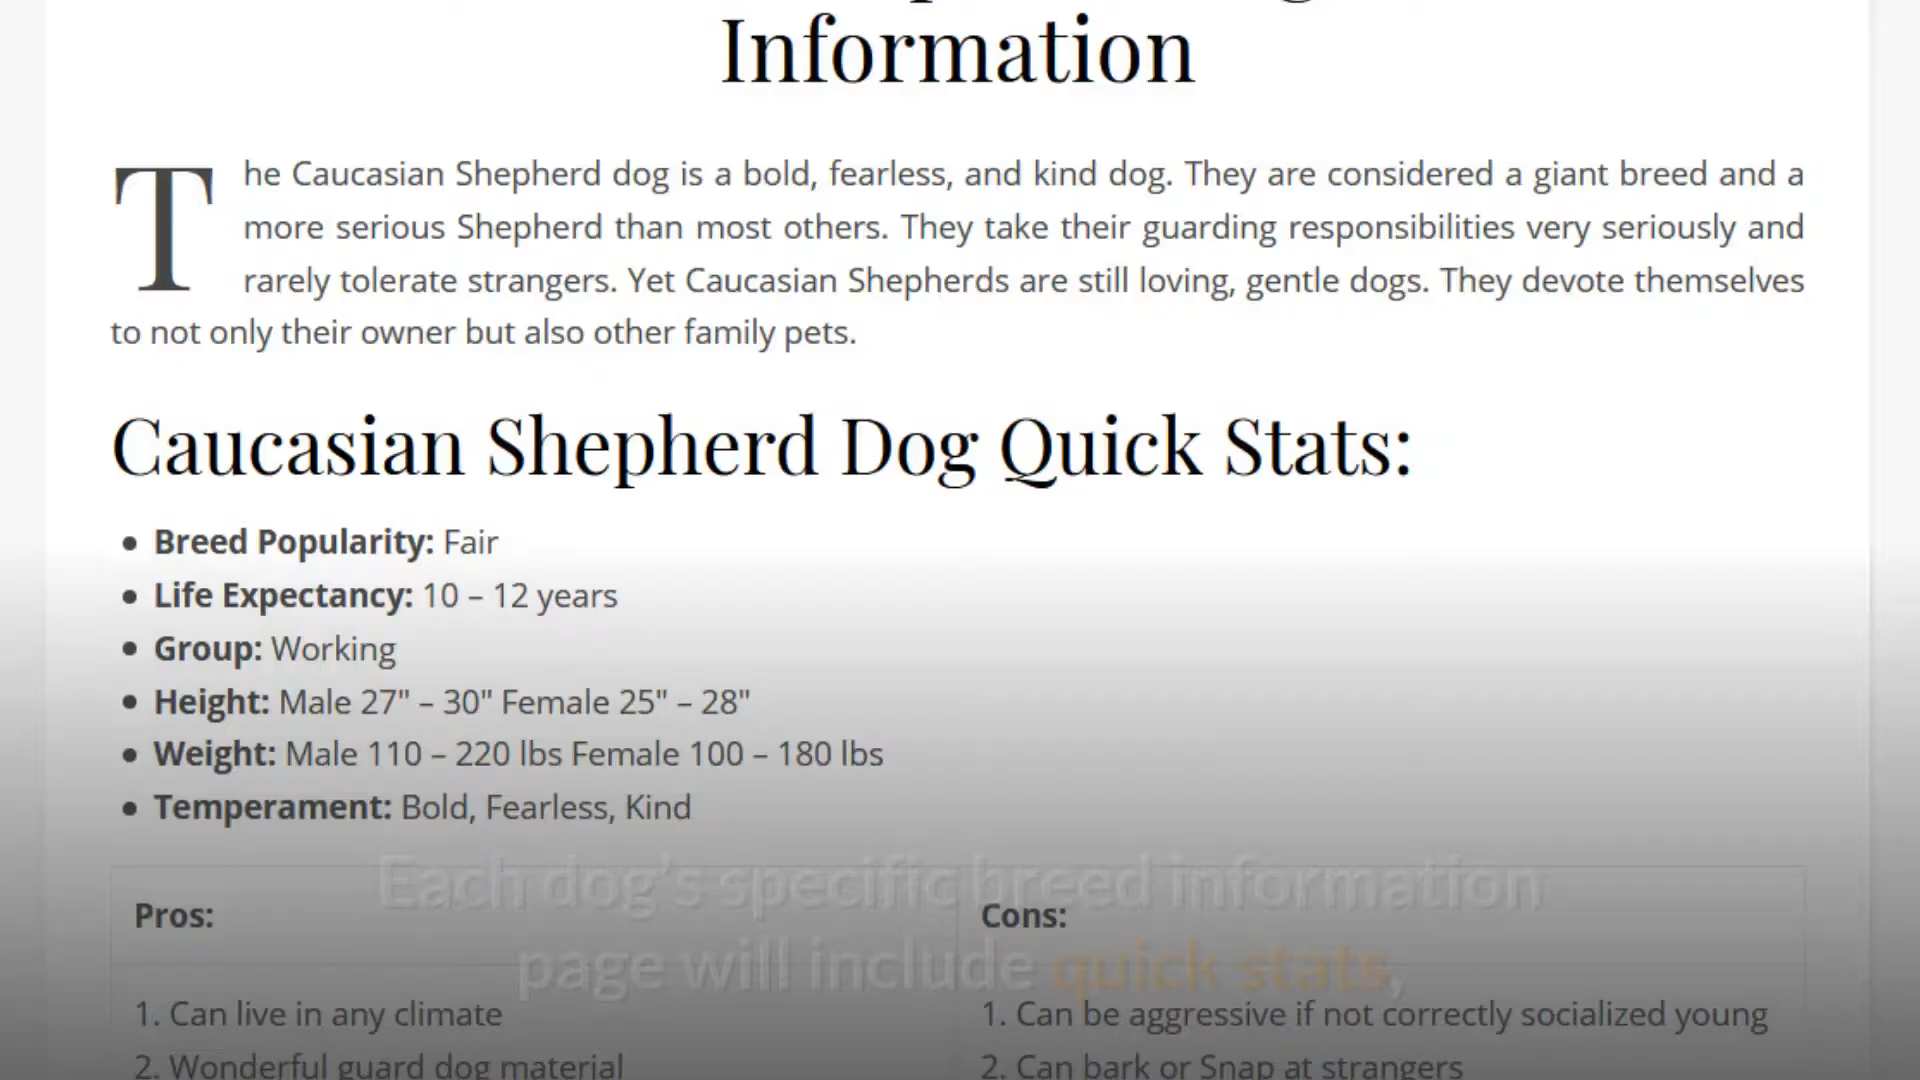 Information
The Caucasian Shepherd dog is a bold, fearless, and kind dog. They are considered a giant breed and a
more serious Shepherd than most others. They take their guarding responsibilities very seriously and
rarely tolerate strangers. Yet Caucasian Shepherds are still loving, gentle dogs. They devote themselves
to not only their owner but also other family pets.
Caucasian Shepherd Dog Quick Stats:
• Breed Popularity: Fair
• Life Expectancy: 10 – 12 years
• Group: Working
• Height: Male 27" – 30" Female 25" – 28"
• Weight: Male 110 – 220 lbs Female 100 – 180 lbs
• Temperament: Bold, Fearless, Kind
Each dog's specific breed information
page will include quick stats,
Pros:
Cons:
1. Can live in any climate
1. Can be aggressive if not correctly socialized young
2. Wonderful guard dog material
2. Can bark or Snap at strangers